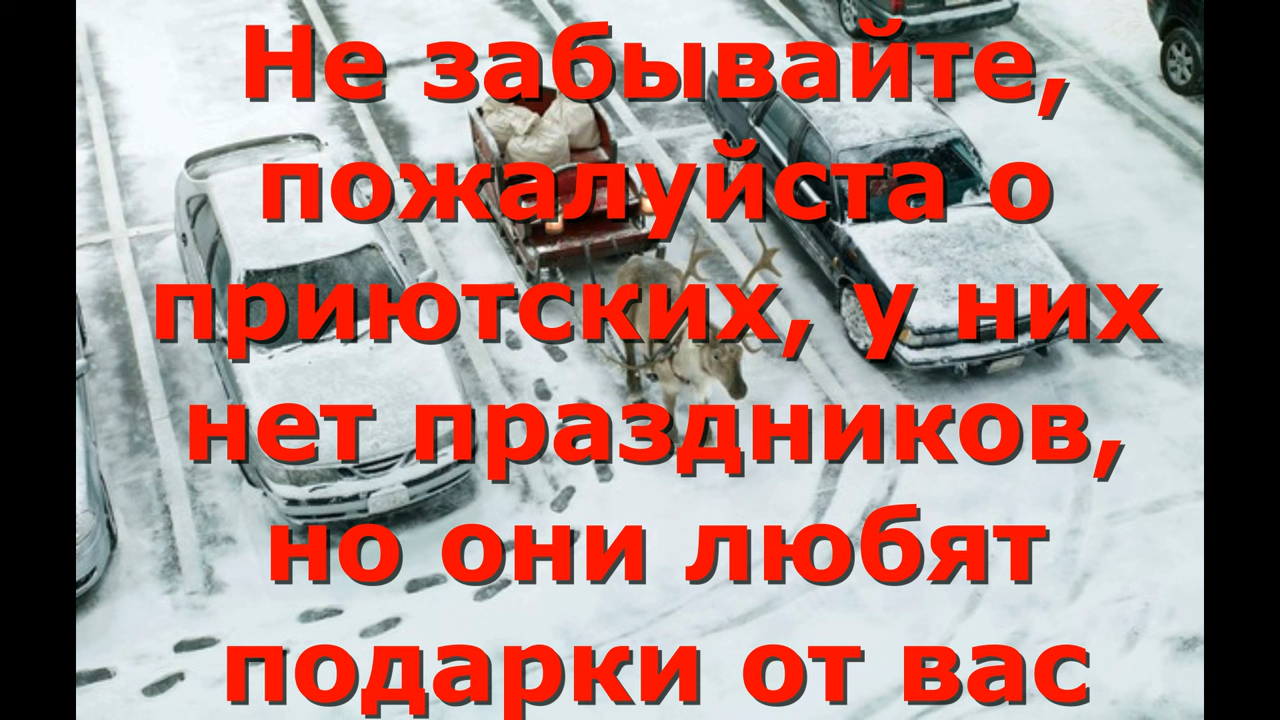 Не забывайте,
пожалуйста о
приютских, у них
нет праздников,
но они любят
подарки от вас